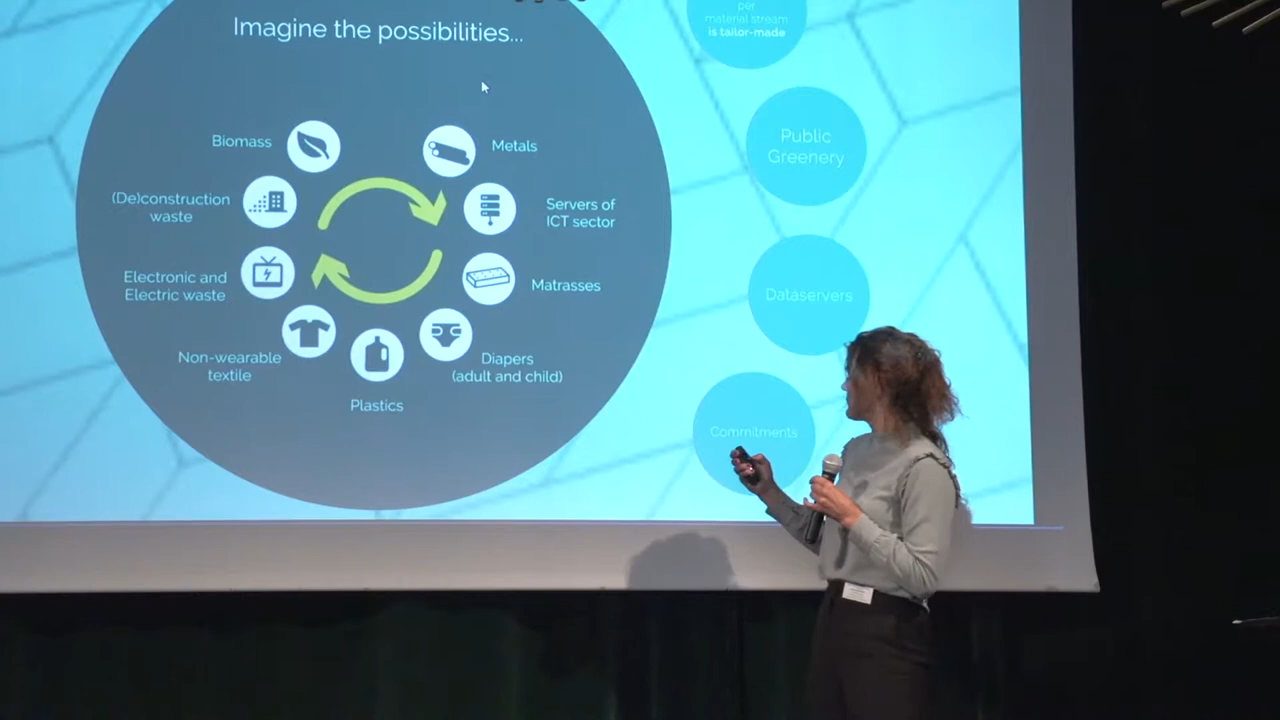 Imagine the possibilities...
Biomass
(De)construction
waste
Electronic and
Electric waste
Non-wearable
textile
Plastics
Diapers
(adult and child)
Matrasses
Servers of
ICT sector
Metals
per
material stream
is tailor-made
Public
Greenery
Dataservers
Commitments